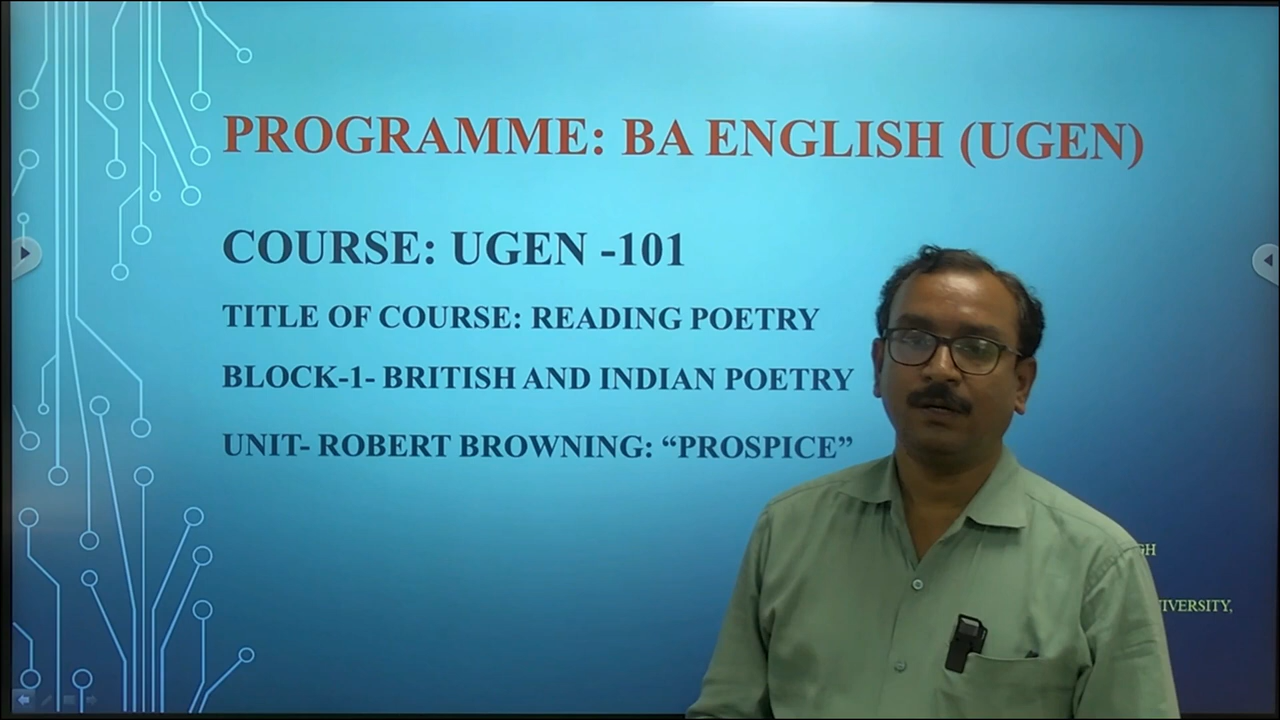 PROGRAMME: BA ENGLISH (UGEN)
COURSE: UGEN -101
TITLE OF COURSE: READING POETRY
BLOCK-1- BRITISH AND INDIAN POETRY
UNIT- ROBERT BROWNING: “PROSPICE”